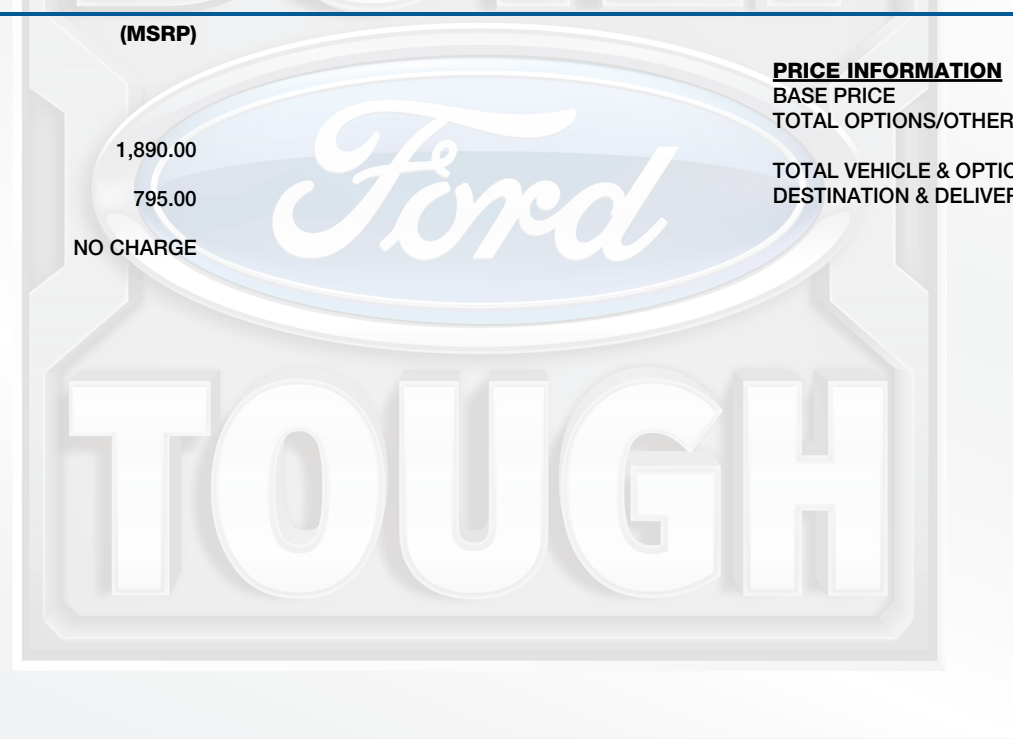 (MSRP)
1,890.00
795.00
NO CHARGE
PRICE INFORMATION
BASE PRICE
TOTAL OPTIONS/OTHER
TOTAL VEHICLE & OPTIO
DESTINATION & DELIVER
Ford
TOUGH